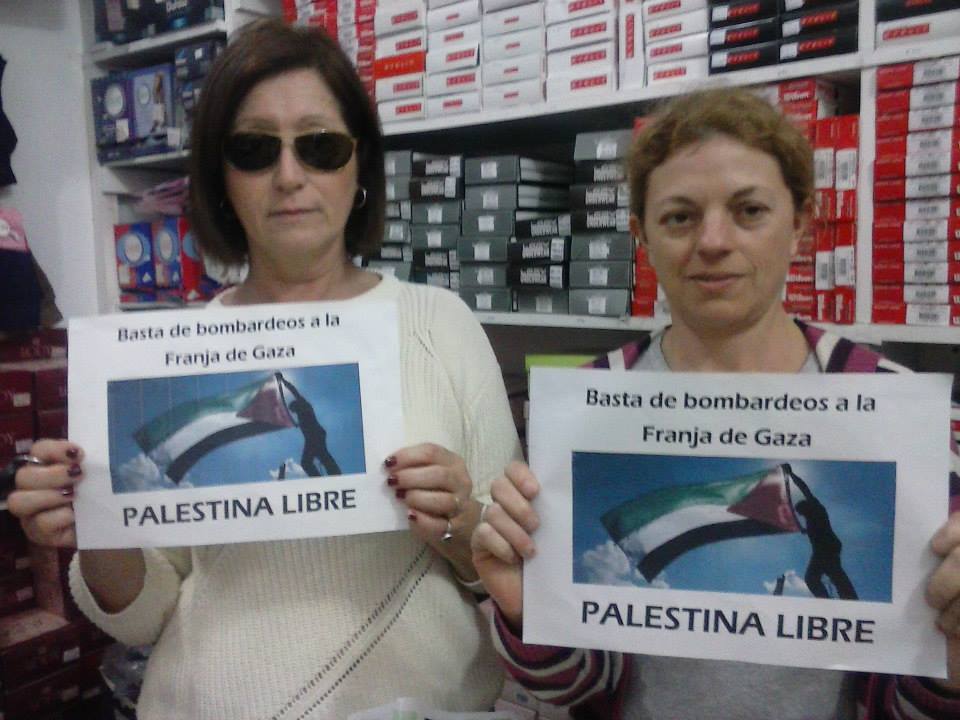 Basta de bombardeos a la
Franja de Gaza
PALESTINA LIBRE
Basta de bombardeos a la
Franja de Gaza
PALESTINA LIBRE